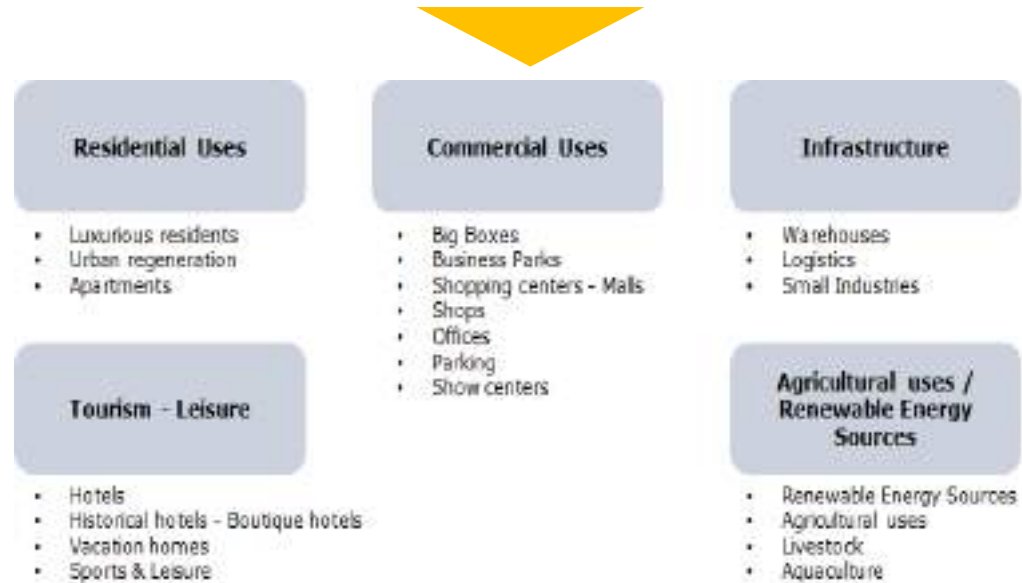 Residential Uses
• Luxurious residents
• Urban regeneration
• Apartments
Commercial Uses
• Big Boxes
• Business Parks
• Shopping centers - Malls
• Shops
• Offices
• Parking
• Show centers
Infrastructure
• Warehouses
• Logistics
• Small Industries
Tourism - Leisure
• Hotels
• Historical hotels - Boutique hotels
• Vacation homes
• Sports & Leisure
Agricultural uses /
Renewable Energy
Sources
• Renewable Energy Sources
• Agricultural uses
• Livestock
• Aquaculture